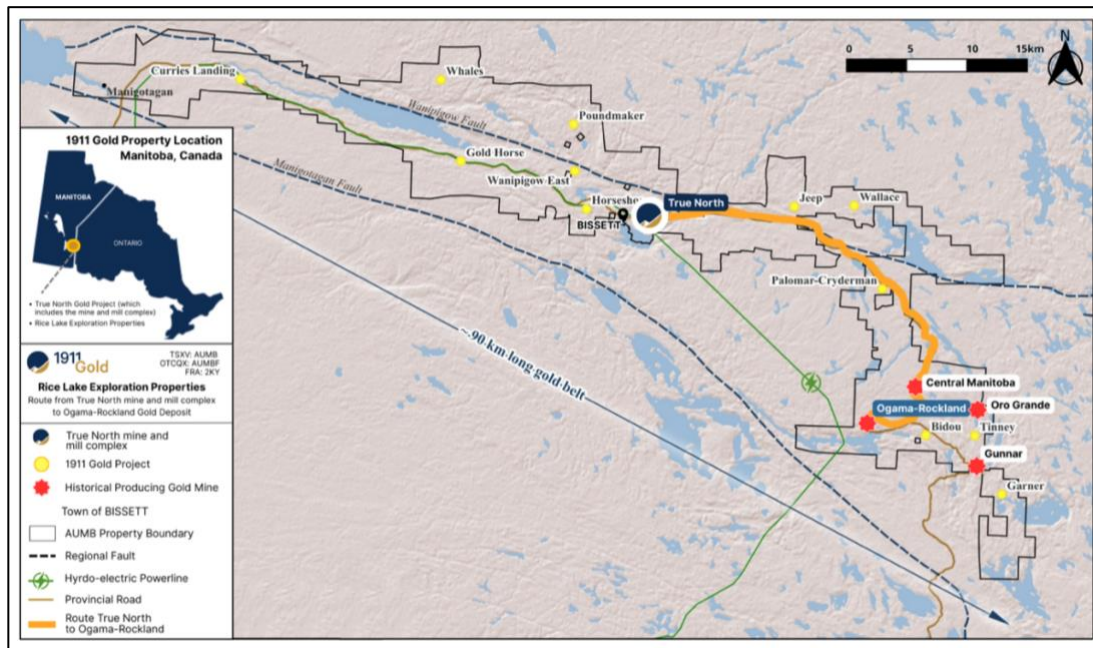 N
0 5 10 15km
Whales
Curries Landing
Manigotagan
Wanipigow Fault
Poundmaker
Gold Horse
Manigotagan Fault
Wanipigow East
Horsesho
BISSETT
True North
Jeep
Wallace
Palomar-Cryderman
~ 90 km long gold belt
Central Manitoba
Ogama-Rockland
Oro Grande
Bidou
Tinney
Gunnar
Garner
1911 Gold Property Location
Manitoba, Canada
MANITOBA
ONTARIO
• True North Gold Project (which
includes the mine and mill complex)
• Rice Lake Exploration Properties
1911 Gold
TSXV: AUMB
OTCQX: AUMBF
FRA: 2KY
Rice Lake Exploration Properties
Route from True North mine and mill complex
to Ogama-Rockland Gold Deposit
True North mine and
mill complex
1911 Gold Project
Historical Producing Gold Mine
Town of BISSETT
AUMB Property Boundary
Regional Fault
Hyrdo-electric Powerline
Provincial Road
Route True North
to Ogama-Rockland